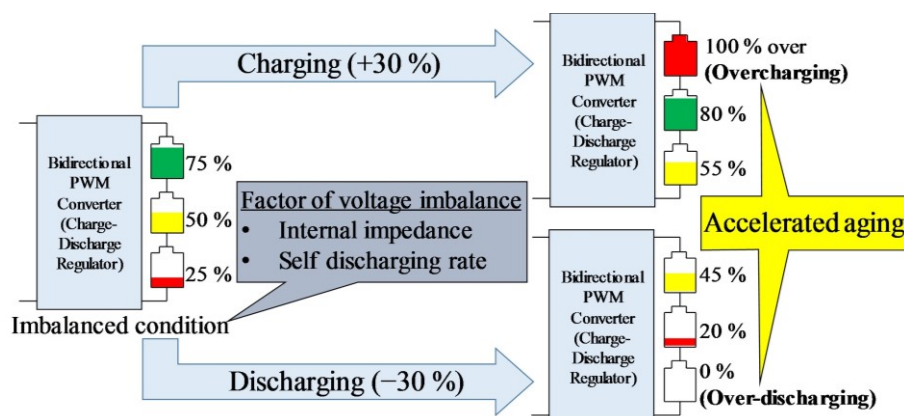 Charging (+30 %)
Bidirectional
PWM
Converter
(Charge-
Discharge
Regulator)
100 % over
(Overcharging)
80 %
55 %
Bidirectional
PWM
Converter
(Charge-
Discharge
Regulator)
75 %
50 %
25 %
Imbalanced condition
Factor of voltage imbalance
• Internal impedance
• Self discharging rate
Accelerated aging
Bidirectional
PWM
Converter
(Charge-
Discharge
Regulator)
45 %
20 %
0 %
(Over-discharging)
Discharging (−30 %)